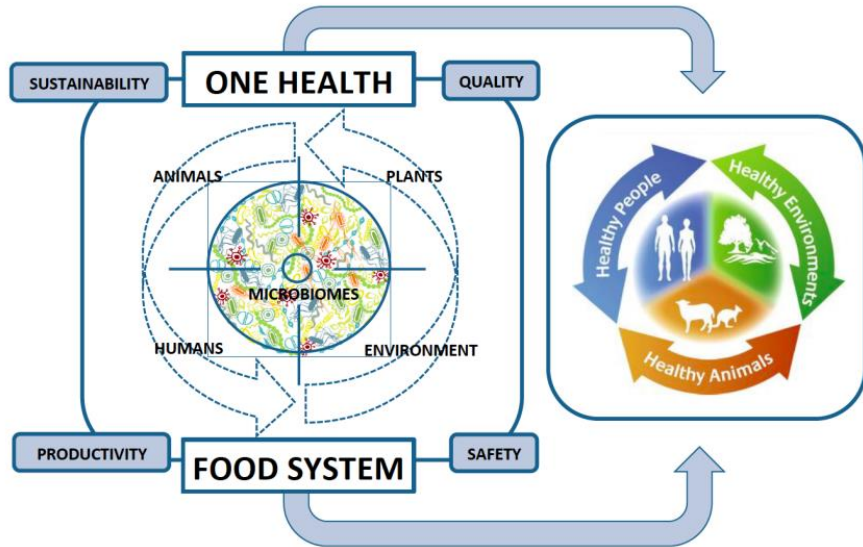 ONE HEALTH
SUSTAINABILITY
QUALITY
ANIMALS
PLANTS
MICROBIOMES
HUMANS
ENVIRONMENT
PRODUCTIVITY
SAFETY
FOOD SYSTEM
Healthy People
Healthy Environments
Healthy Animals